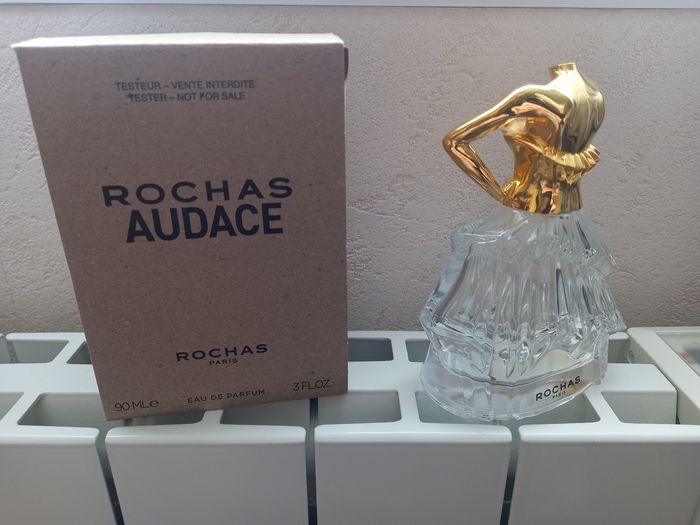 TESTEUR – VENTE INTERDITE
TESTER – NOT FOR SALE
ROCHAS
AUDACE
ROCHAS
PARIS
90 ML℮
EAU DE PARFUM
3 FL.OZ
ROCHAS
PARIS